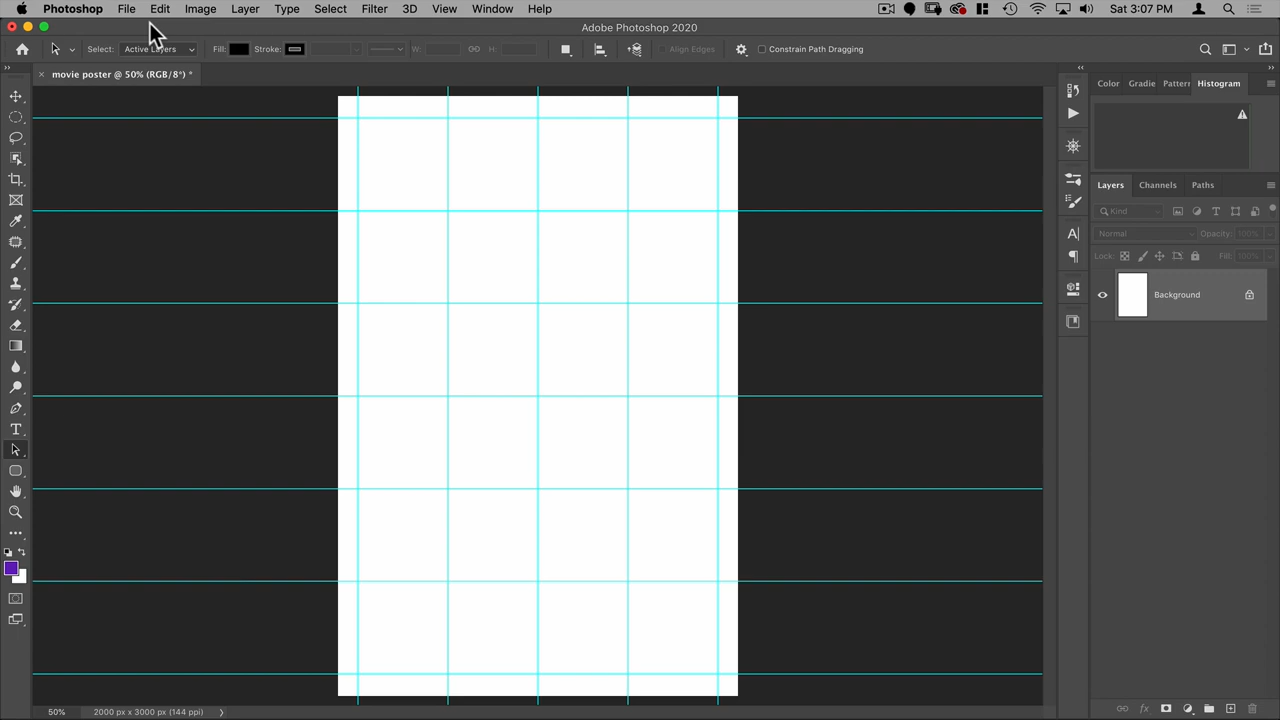 Photoshop File Edit Image Layer Type Select Filter 3D View Window Help Sat 3:07 PM
Adobe Photoshop 2020
Select: Active Layers Fill: Stroke: W: H: Align Edges Constrain Path Dragging
movie poster @ 50% (RGB/8*) *
Color Gradie Pattern Histogram
Layers Channels Paths
Kind
Normal Opacity: 100%
Lock: Fill: 100%
Background
50% 2000 px x 3000 px (144 ppi)